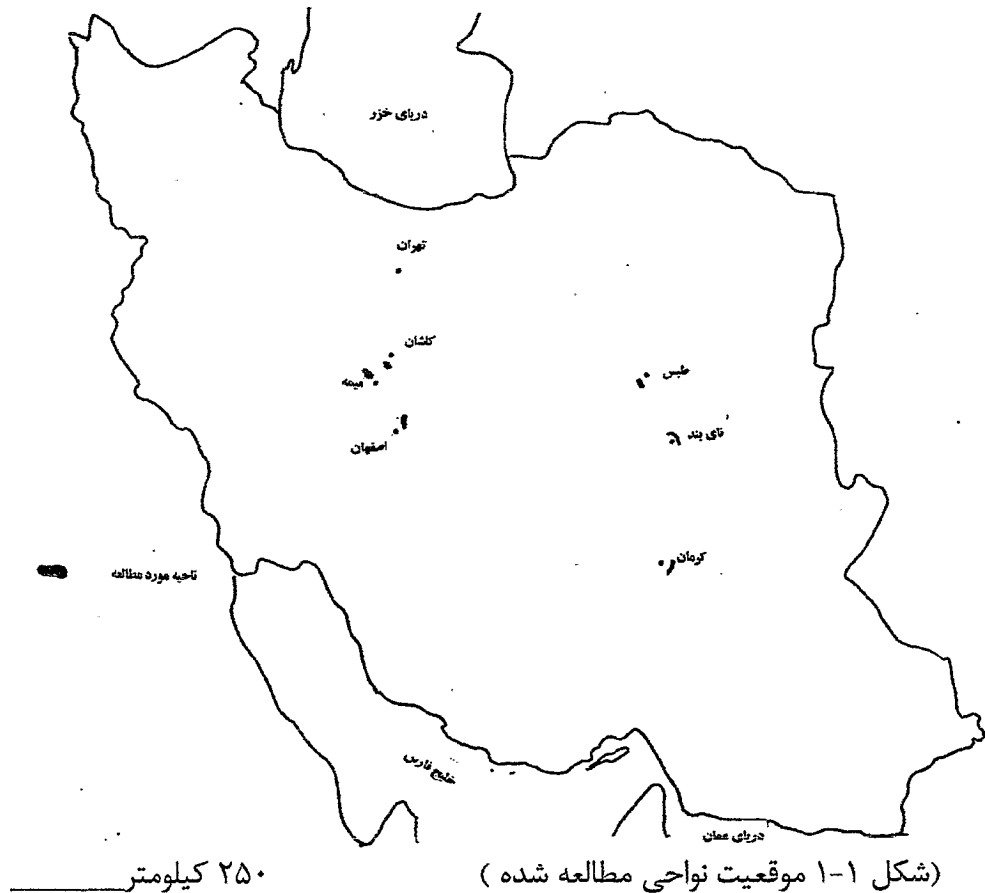 دریای خزر
تهران
کاشان
میمه
طبس
اصفهان
نای بند
کرمان
ناحیه مورد مطالعه
خلیج فارس
دریای عمان
(شکل ۱-۱ موقعیت نواحی مطالعه شده )
۲۵۰ کیلومتر